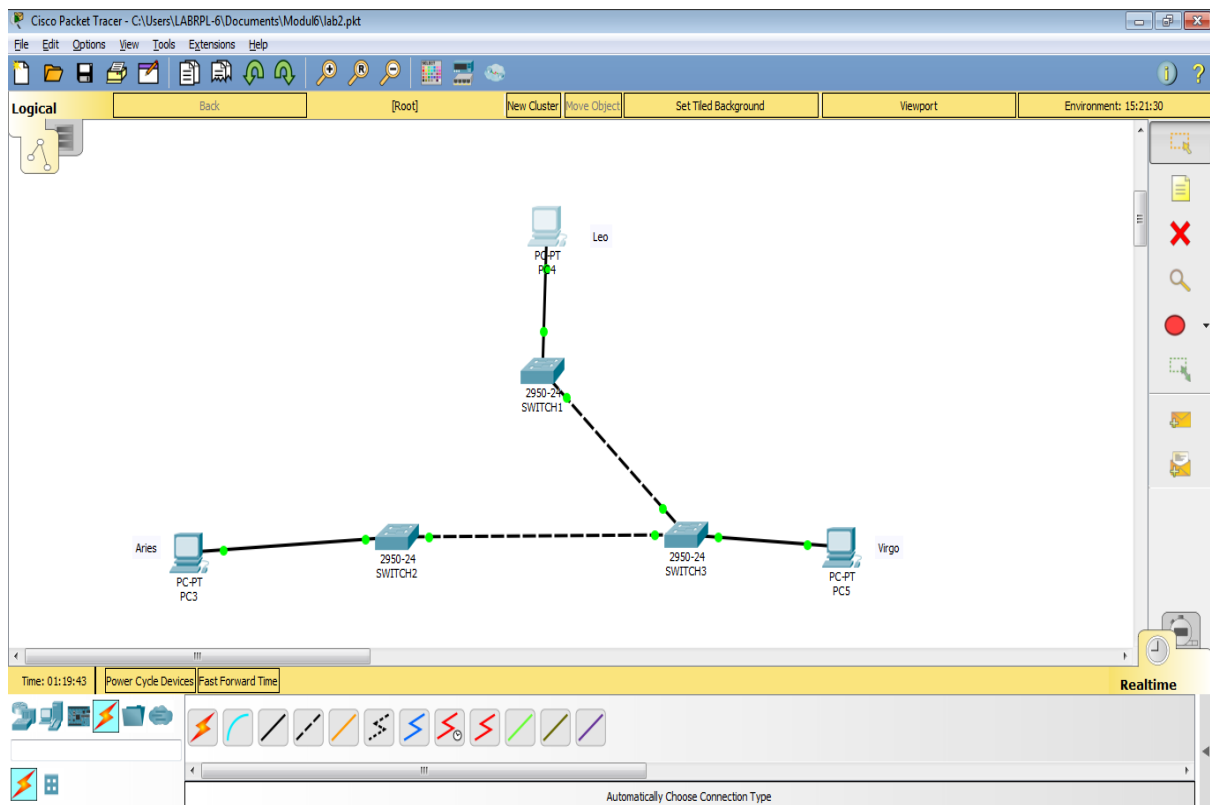 Cisco Packet Tracer - C:\Users\LABRPL-6\Documents\Modul6\lab2.pkt
File Edit Options View Tools Extensions Help
Logical Back [Root] New Cluster Move Object Set Tiled Background Viewport Environment: 15:21:30
Leo
PC-PT
PC4
2950-24
SWITCH1
Aries
PC-PT
PC3
2950-24
SWITCH2
2950-24
SWITCH3
Virgo
PC-PT
PC5
Time: 01:19:43 Power Cycle Devices Fast Forward Time Realtime
Automatically Choose Connection Type